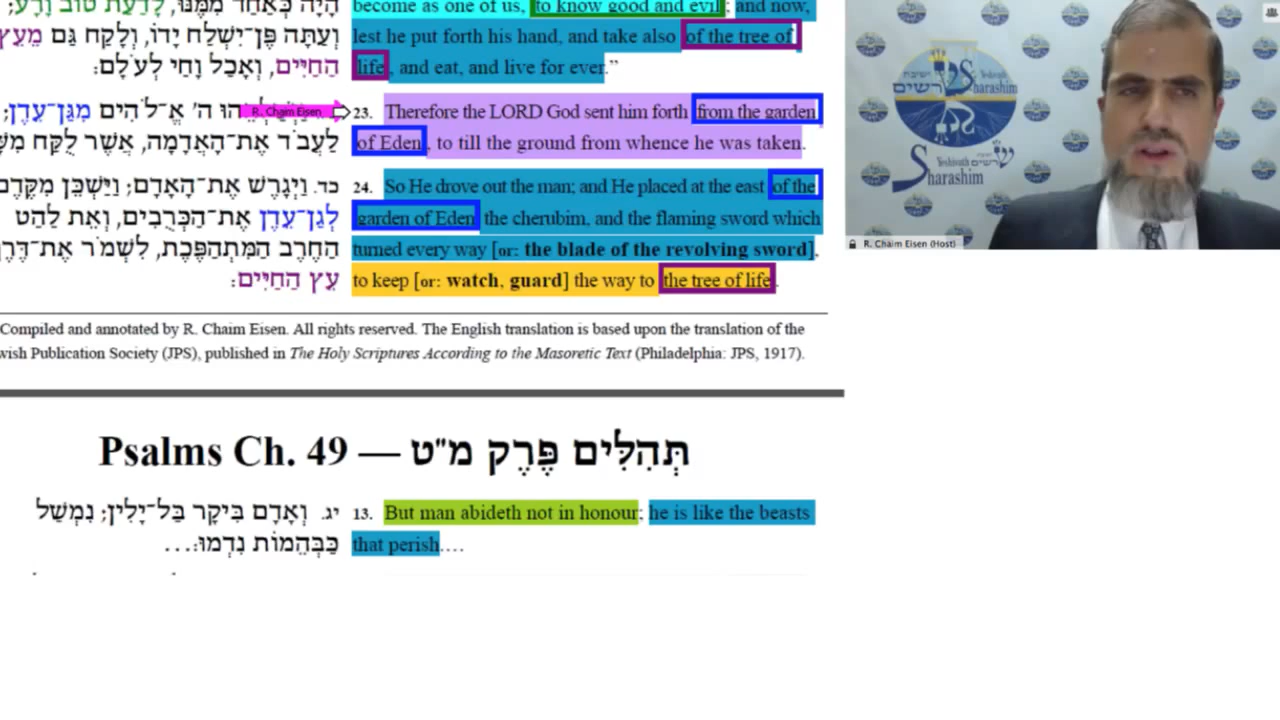 הָיָה כְּאַחַד מִמֶּנּוּ, לָדַעַת טוֹב וָרָע;
וְעַתָּה פֶּן־יִשְׁלַח יָדוֹ, וְלָקַח גַּם מֵעֵץ
הַחַיִּים, וְאָכַל וָחַי לְעֹלָם:
become as one of us, to know good and evil; and now,
lest he put forth his hand, and take also of the tree of
life, and eat, and live for ever.”
ה' אֱ־לֹהִים מִגַּן־עֵדֶן;
לַעֲבֹד אֶת־הָאֲדָמָה, אֲשֶׁר לֻקַּח
R. Chaim Eisen
23. Therefore the LORD God sent him forth from the garden
of Eden, to till the ground from whence he was taken.
כד. וַיְגָרֶשׁ אֶת־הָאָדָם; וַיַּשְׁכֵּן מִקֶּדֶם
לְגַן־עֵדֶן אֶת־הַכְּרֻבִים, וְאֵת לַהַט
הַחֶרֶב הַמִּתְהַפֶּכֶת, לִשְׁמֹר אֶת־
עֵץ הַחַיִּים:
24. So He drove out the man; and He placed at the east of the
garden of Eden the cherubim, and the flaming sword which
turned every way [or: the blade of the revolving sword],
to keep [or: watch, guard] the way to the tree of life.
Compiled and annotated by R. Chaim Eisen. All rights reserved. The English translation is based upon the translation of the
wish Publication Society (JPS), published in The Holy Scriptures According to the Masoretic Text (Philadelphia: JPS, 1917).
Psalms Ch. 49 — תְּהִלִּים פֶּרֶק מ"ט
יג. וְאָדָם בִּיקָר בַּל־יָלִין; נִמְשַׁל
כַּבְּהֵמוֹת נִדְמוּ:...
13. But man abideth not in honour; he is like the beasts
that perish....
ישיבת
שרשים
Yeshivath
Sharashim
Yeshivath
Sharashim
R. Chaim Eisen (Host)